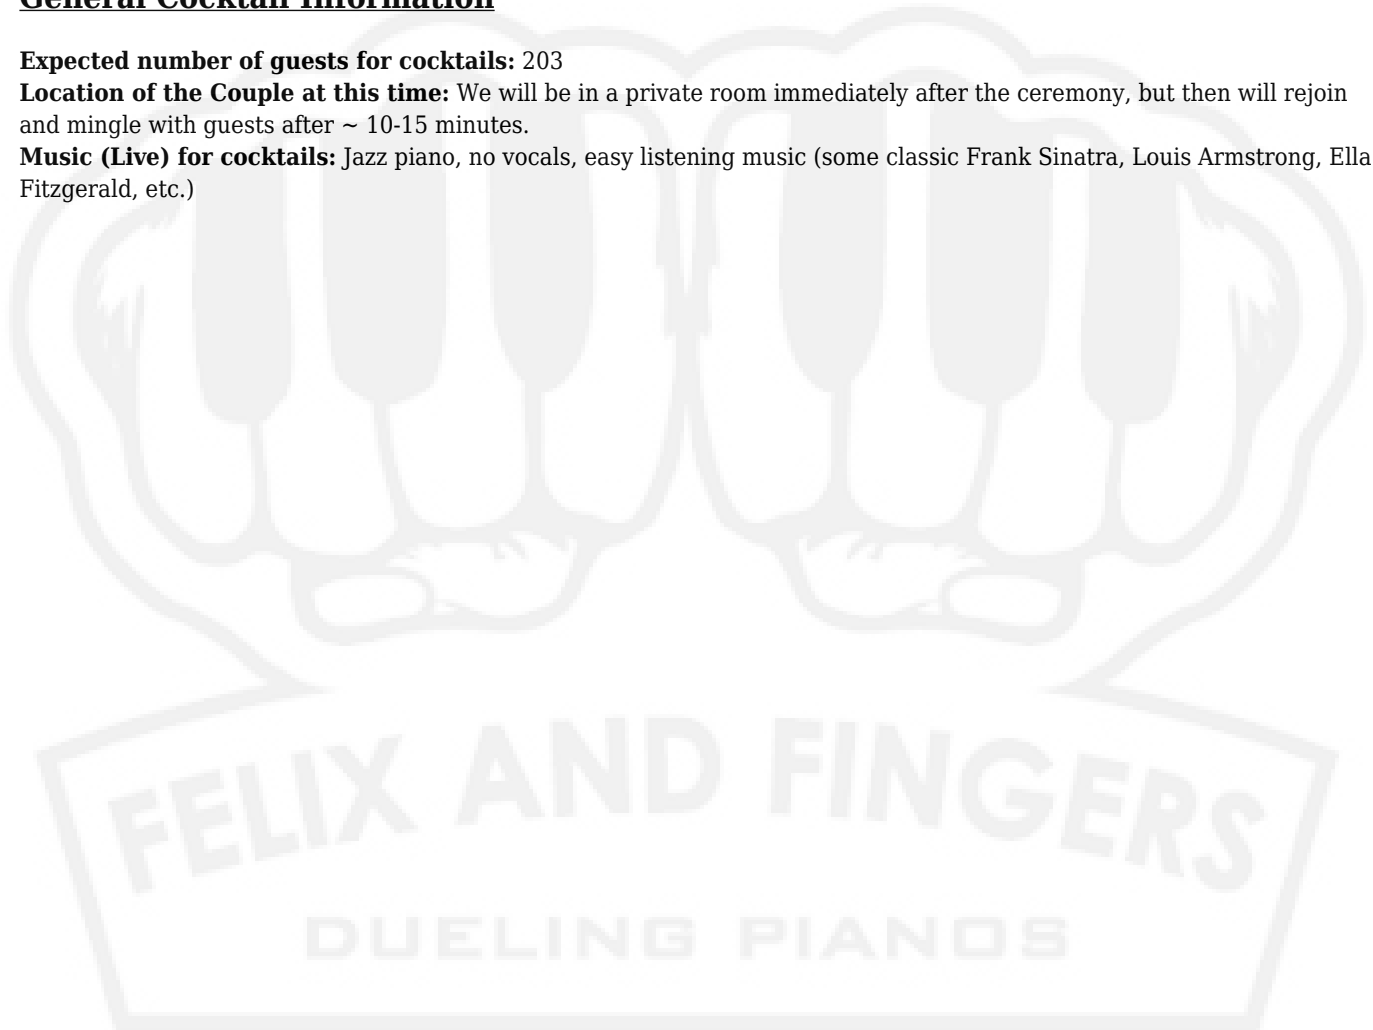 General Cocktail Information
Expected number of guests for cocktails: 203
Location of the Couple at this time: We will be in a private room immediately after the ceremony, but then will rejoin
and mingle with guests after ~ 10-15 minutes.
Music (Live) for cocktails: Jazz piano, no vocals, easy listening music (some classic Frank Sinatra, Louis Armstrong, Ella
Fitzgerald, etc.)
FELIX AND FINGERS
DUELING PIANOS